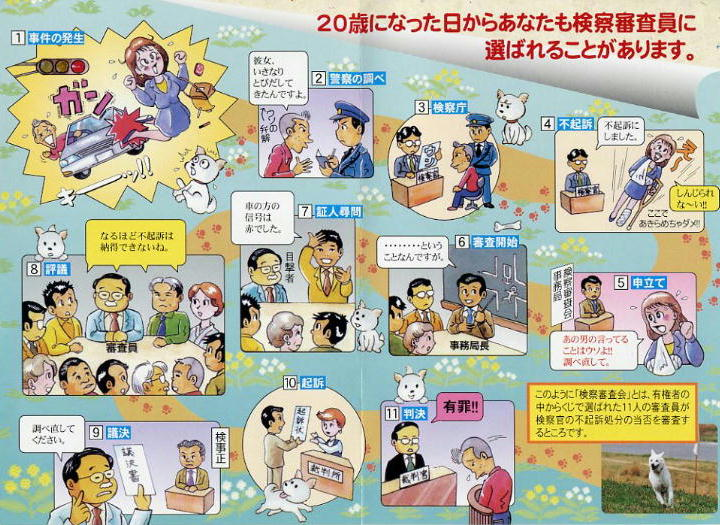 20歳になった日からあなたも検察審査員に
選ばれることがあります。
1 事件の発生
ガン
キーッ!!
2 警察の調べ
彼女、
いきなり
とびだして
きたんですよ。
ウソの弁解
3 検察庁
ウソ
検察官
4 不起訴
不起訴に
しました。
検察官
しんじられ
な〜い!!
ここで
あきらめちゃダメ!!
5 申立て
検察審査会
事務局
あの男の言ってる
ことはウソよ!!
調べ直して。
6 審査開始
………という
ことなんですが。
事務局長
7 証人尋問
車の方の
信号は
赤でした。
目撃者
8 評議
なるほど不起訴は
納得できないね。
審査員
9 議決
調べ直して
ください。
議決書
検事正
10 起訴
起訴状
裁判所
11 判決
有罪!!
裁判官
このように「検察審査会」とは、有権者の
中からくじで選ばれた11人の審査員が
検察官の不起訴処分の当否を審査す
るところです。